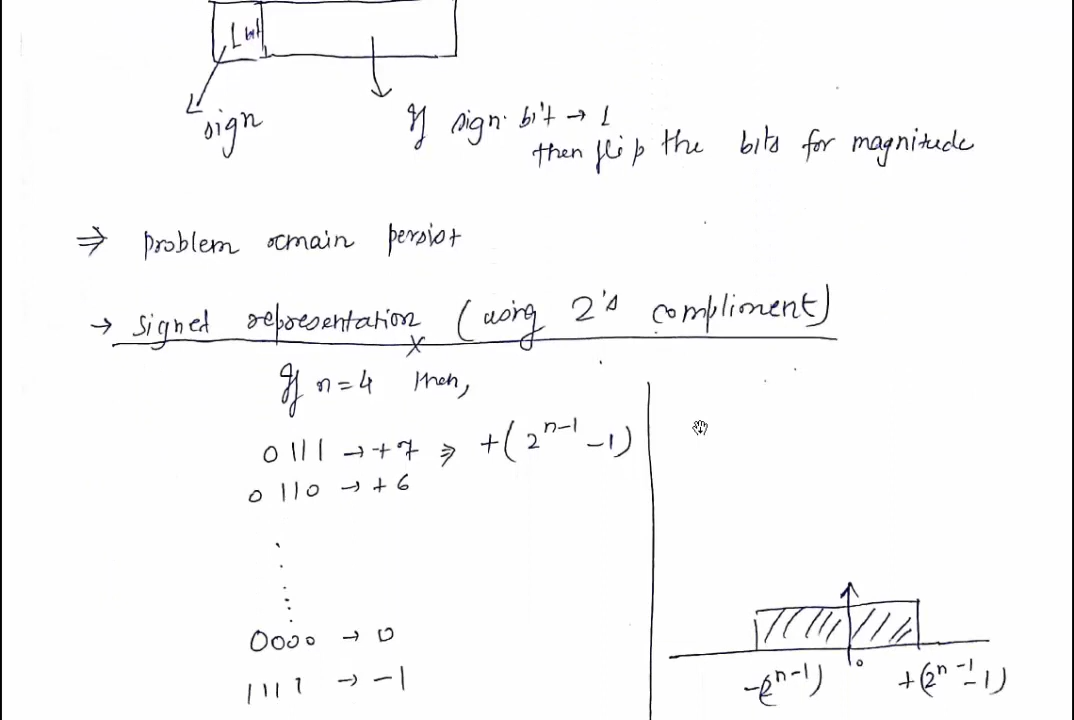 1 bit
sign
If sign bit → 1
then flip the bits for magnitude
⇒ problem remain persist
→ signed representation (using 2's compliment)
If n=4 then,
0111 → +7 ⇒ +(2^{n-1} -1)
0110 → +6
0000 → 0
1111 → -1
-(2^{n-1}) 0 +(2^{n-1} -1)